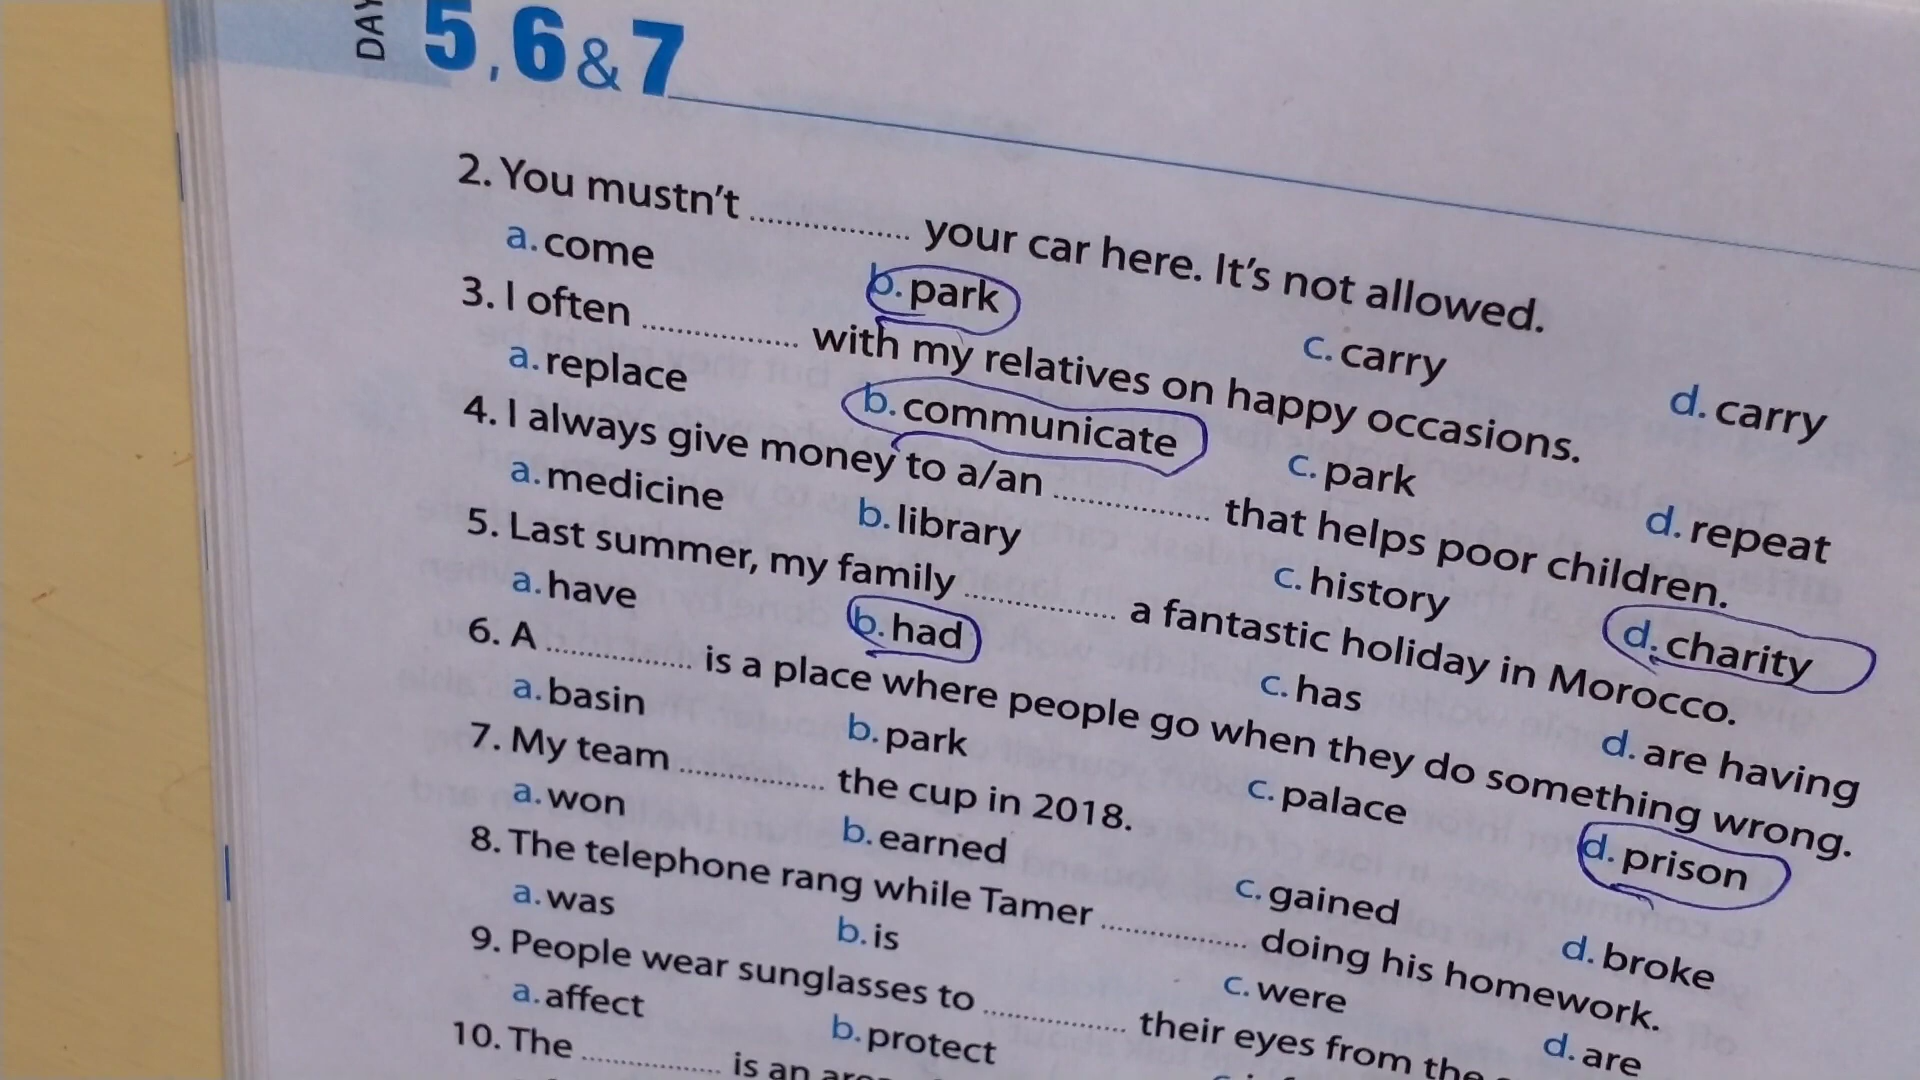 DAY
5, 6 & 7
2. You mustn't ................ your car here. It's not allowed.
a. come b. park c. carry d. carry
3. I often ................ with my relatives on happy occasions.
a. replace b. communicate c. park d. repeat
4. I always give money to a/an ................ that helps poor children.
a. medicine b. library c. history d. charity
5. Last summer, my family ................ a fantastic holiday in Morocco.
a. have b. had c. has d. are having
6. A ................ is a place where people go when they do something wrong.
a. basin b. park c. palace d. prison
7. My team ................ the cup in 2018.
a. won b. earned c. gained d. broke
8. The telephone rang while Tamer ................ doing his homework.
a. was b. is c. were d. are
9. People wear sunglasses to ................ their eyes from the
a. affect b. protect
10. The ................ is an